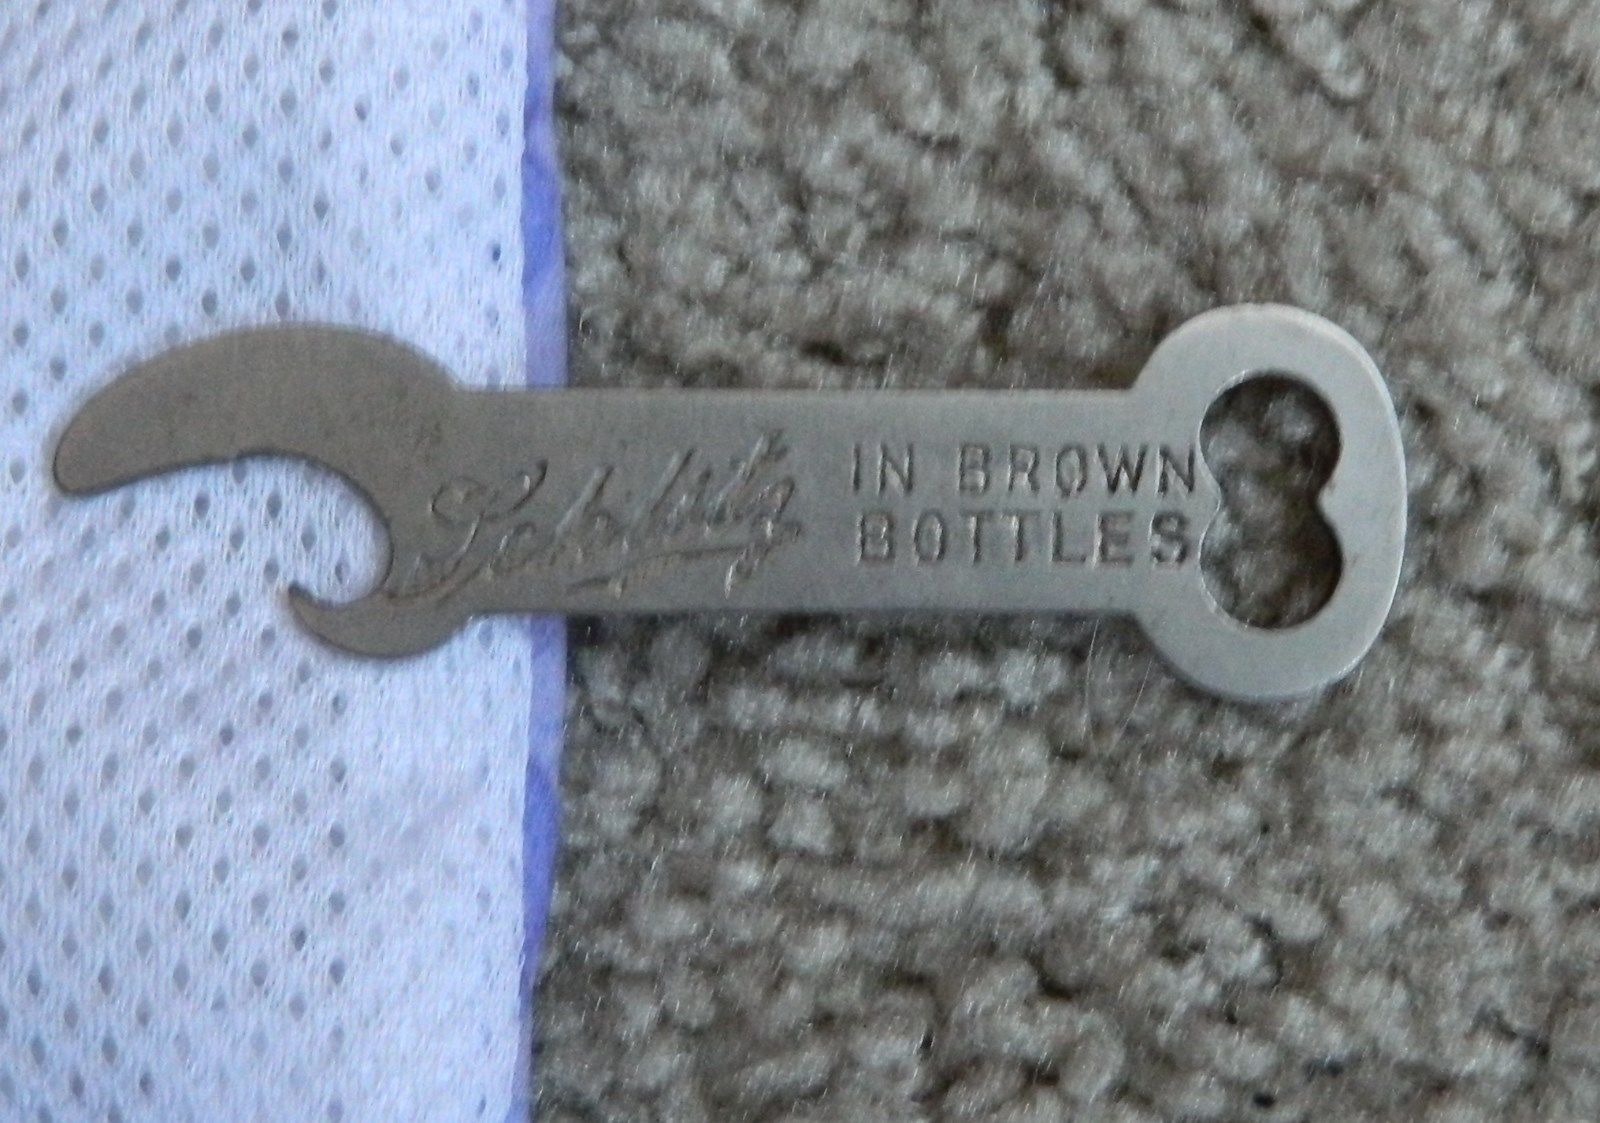 Schlitz
IN BROWN
BOTTLES